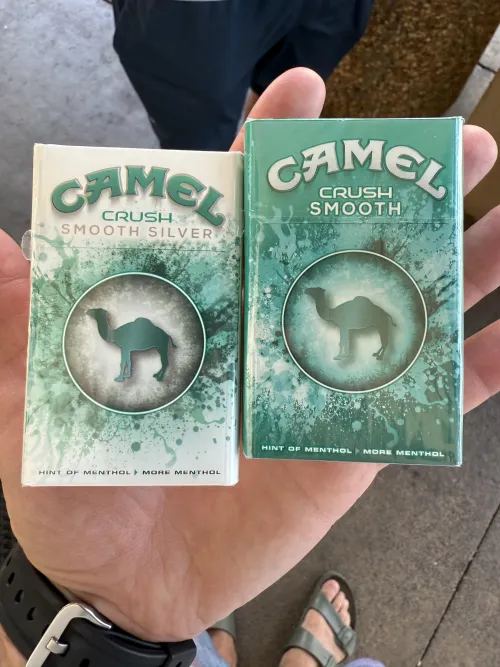 CAMEL
CRUSH
SMOOTH SILVER
HINT OF MENTHOL MORE MENTHOL
CAMEL
CRUSH
SMOOTH
HINT OF MENTHOL MORE MENTHOL